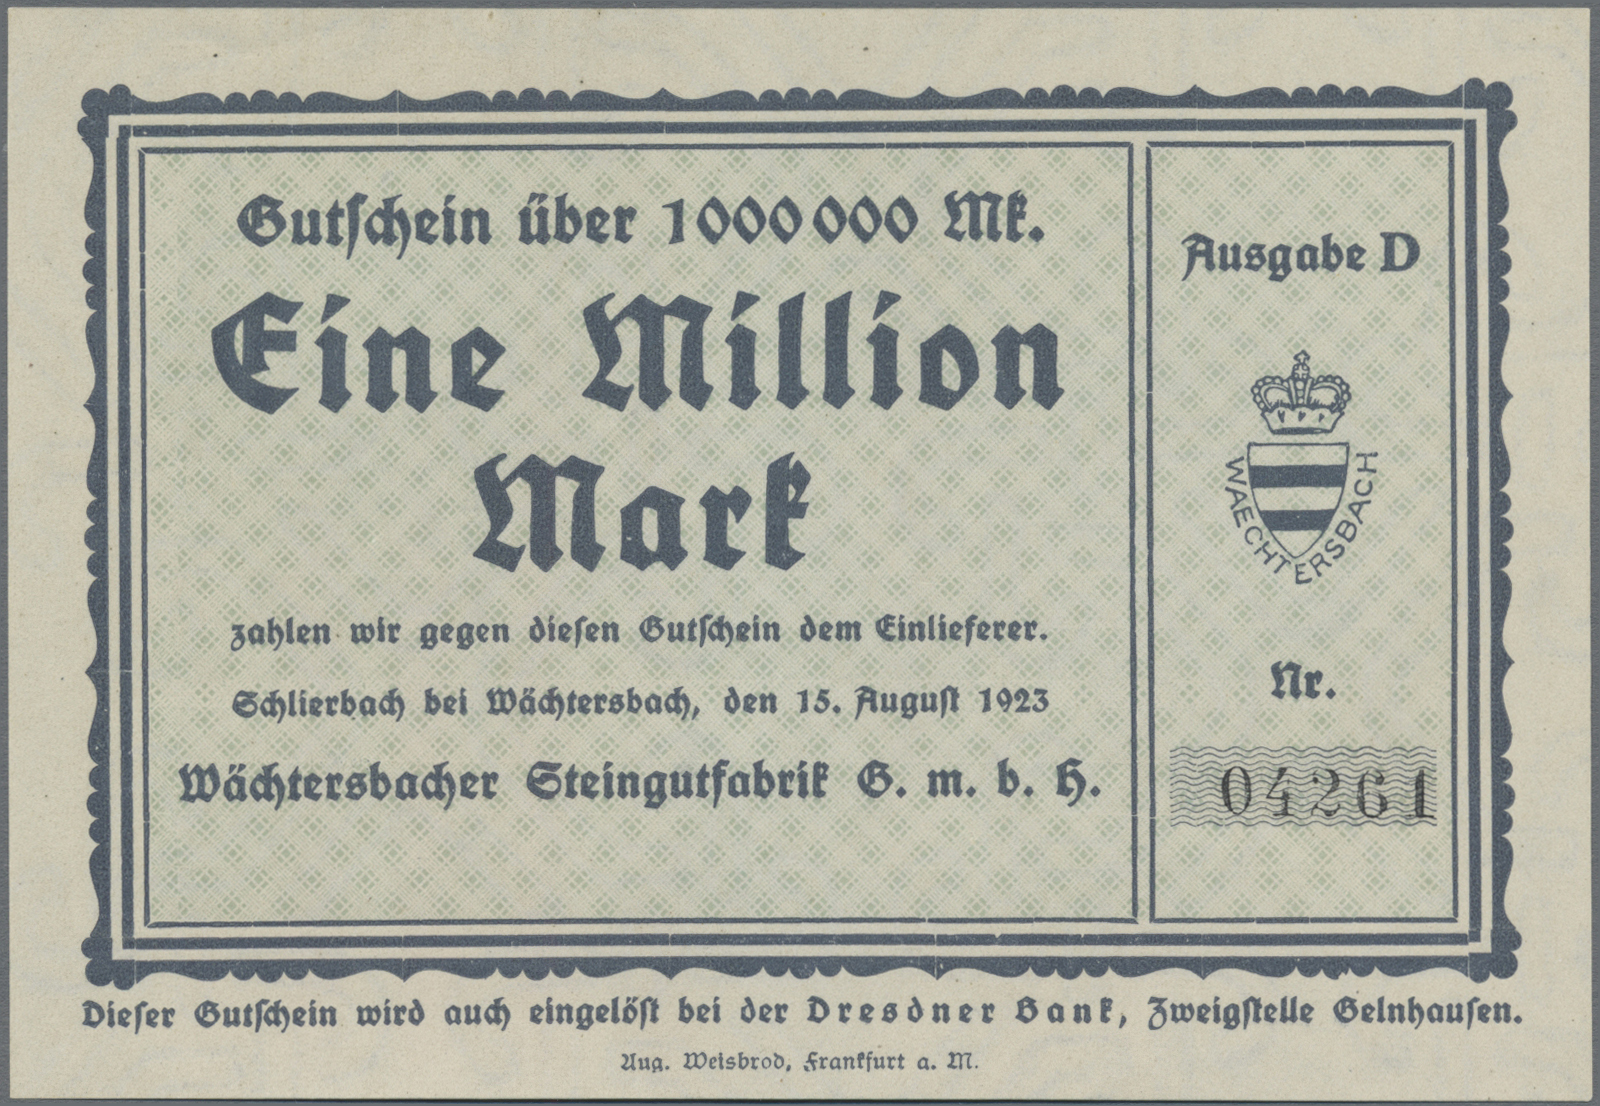 Gutschein über 1000000 Mk.
Eine Million
Mark
zahlen wir gegen diesen Gutschein dem Einlieferer.
Schlierbach bei Wächtersbach, den 15. August 1923
Wächtersbacher Steingutfabrik G. m. b. H.
Ausgabe D
WAECHTERSBACH
Nr.
04261
Dieser Gutschein wird auch eingelöst bei der Dresdner Bank, Zweigstelle Gelnhausen.
Aug. Weisbrod, Frankfurt a. M.